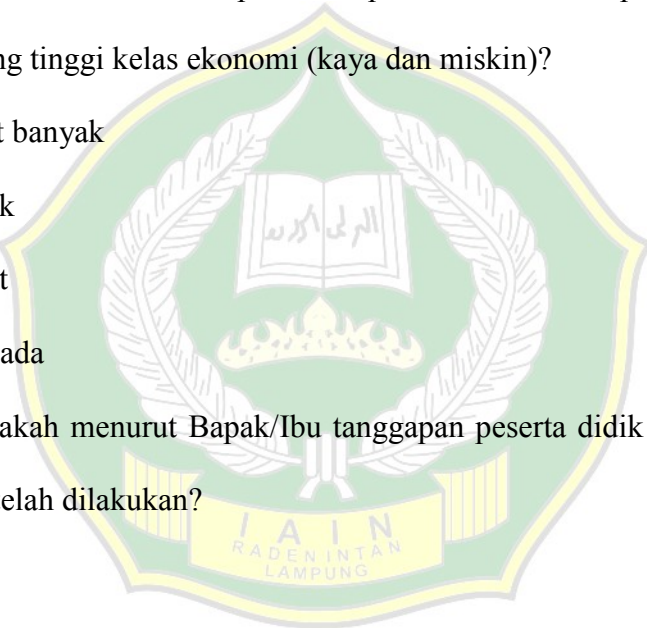 ng tinggi kelas ekonomi (kaya dan miskin)?
t banyak
k
t
ada
akah menurut Bapak/Ibu tanggapan peserta didik
elah dilakukan?
I A I N
RADEN INTAN
LAMPUNG